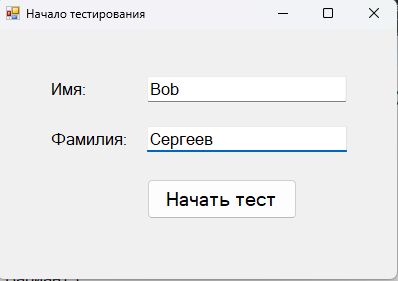 Начало тестирования
Имя: Bob
Фамилия: Сергеев
Начать тест